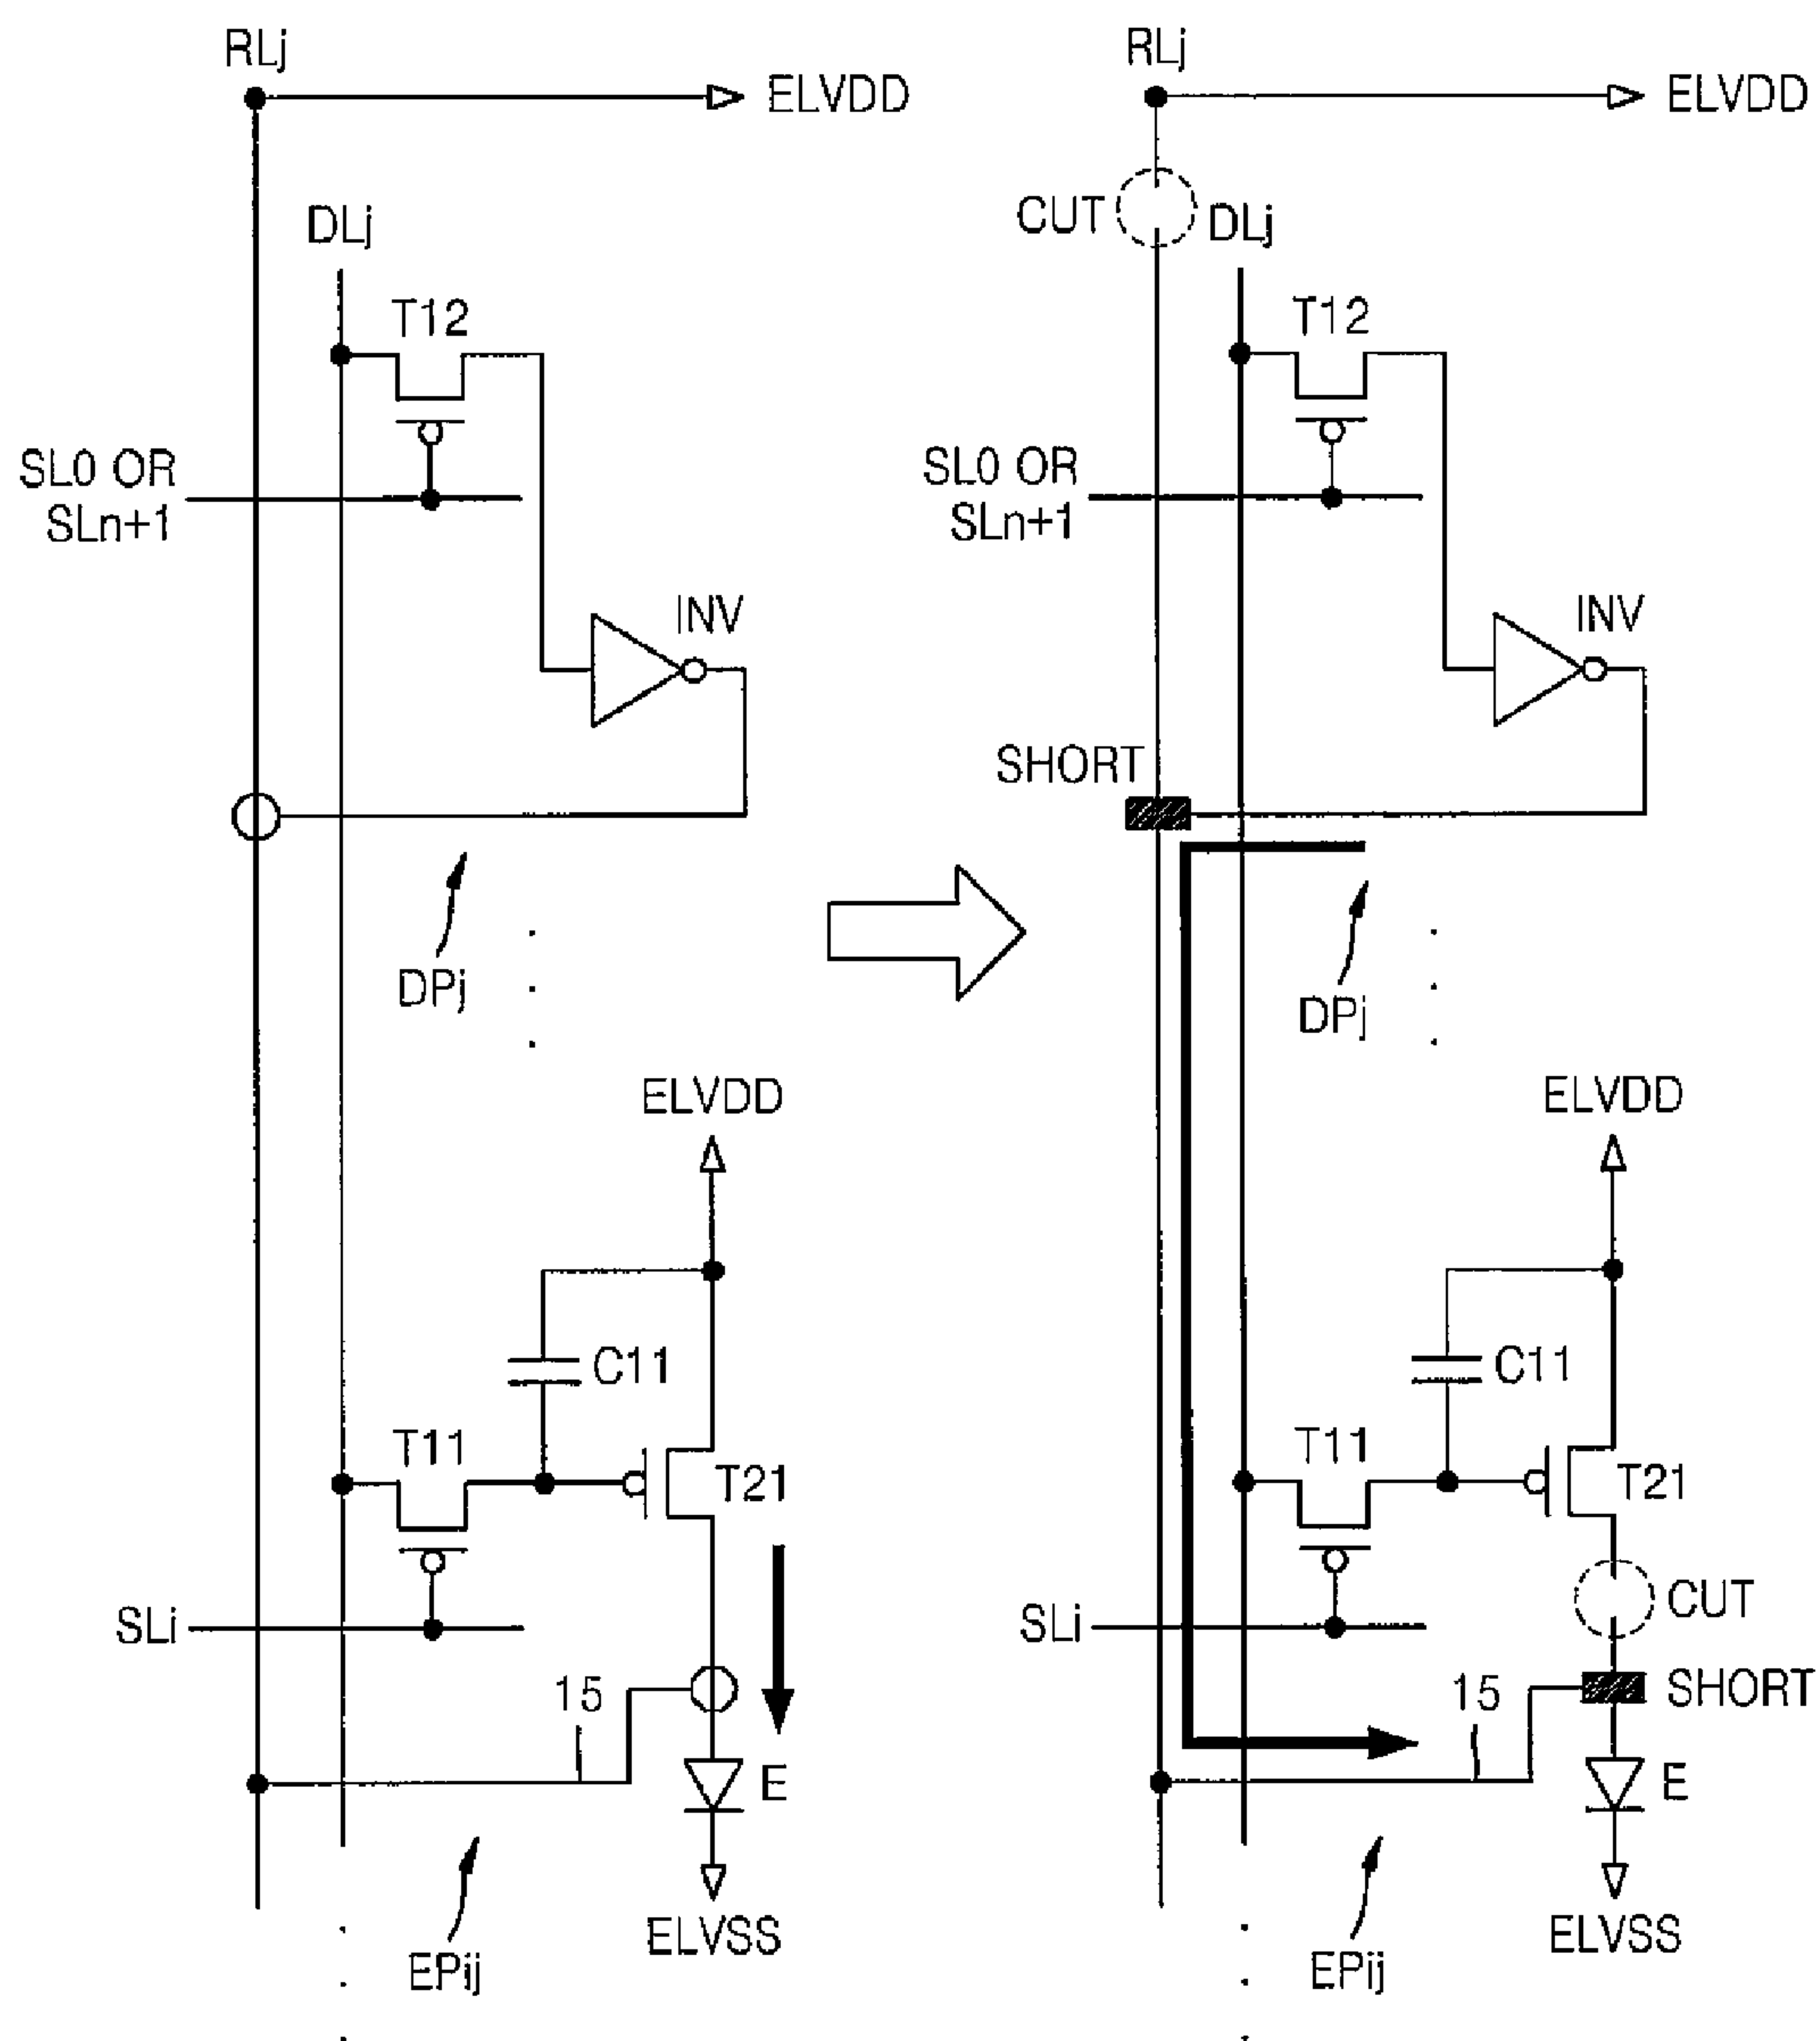 RLj
ELVDD
DLj
T12
SL0 OR
SLn+1
INV
DPj
ELVDD
C11
T11
T21
SLi
15
E
ELVSS
EPij
RLj
ELVDD
CUT
DLj
T12
SL0 OR
SLn+1
INV
SHORT
DPj
ELVDD
C11
T11
T21
CUT
SLi
15
SHORT
E
ELVSS
EPij